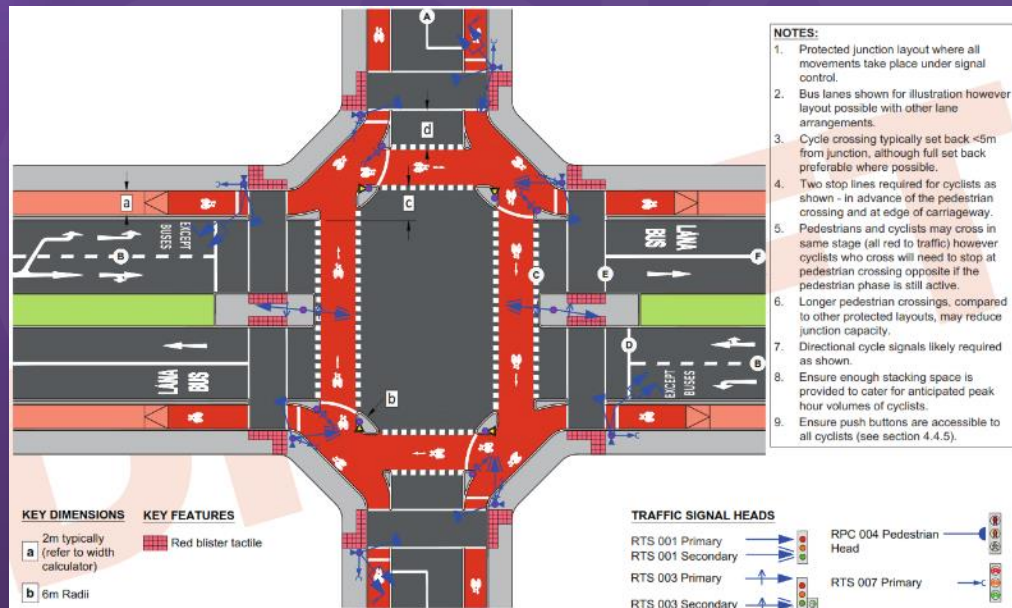 NOTES:
1. Protected junction layout where all
movements take place under signal
control.
2. Bus lanes shown for illustration however
layout possible with other lane
arrangements.
3. Cycle crossing typically set back <5m
from junction, although full set back
preferable where possible.
4. Two stop lines required for cyclists as
shown - in advance of the pedestrian
crossing and at edge of carriageway.
5. Pedestrians and cyclists may cross in
same stage (all red to traffic) however
cyclists who cross will need to stop at
pedestrian crossing opposite if the
pedestrian phase is still active.
6. Longer pedestrian crossings, compared
to other protected layouts, may reduce
junction capacity.
7. Directional cycle signals likely required
as shown.
8. Ensure enough stacking space is
provided to cater for anticipated peak
hour volumes of cyclists.
9. Ensure push buttons are accessible to
all cyclists (see section 4.4.5).
A
d
a
c
EXCEPT
BUSES
B
LANA
BUS
C
E
F
LÁNA
BUS
D
EXCEPT
BUSES
B
b
KEY DIMENSIONS
a 2m typically
(refer to width
calculator)
b 6m Radii
KEY FEATURES
Red blister tactile
TRAFFIC SIGNAL HEADS
RTS 001 Primary
RTS 001 Secondary
RTS 003 Primary
RTS 003 Secondary
RPC 004 Pedestrian
Head
RTS 007 Primary